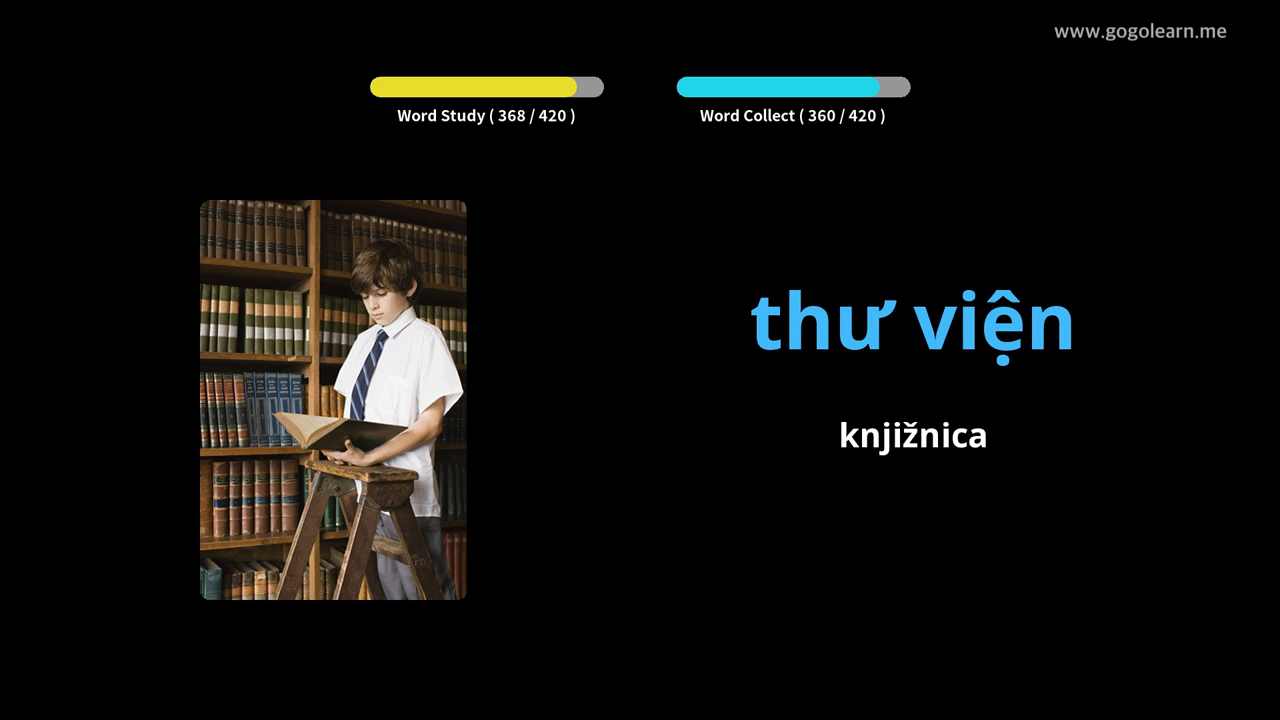 www.gogolearn.me
Word Study ( 368 / 420 )
Word Collect ( 360 / 420 )
thư viện
knjižnica